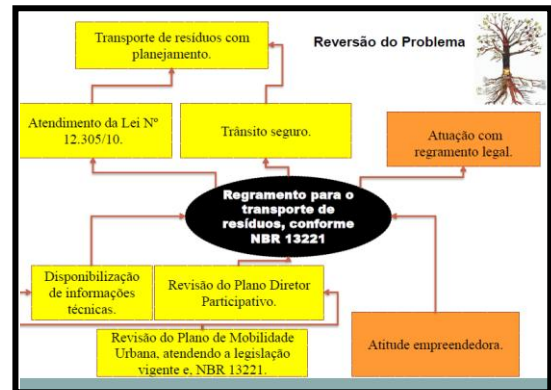 Transporte de resíduos com
planejamento.
Reversão do Problema
Atendimento da Lei Nº
12.305/10.
Trânsito seguro.
Atuação com
regramento legal.
Regramento para o
transporte de
resíduos, conforme
NBR 13221
Disponibilização
de informações
técnicas.
Revisão do Plano Diretor
Participativo.
Revisão do Plano de Mobilidade
Urbana, atendendo a legislação
vigente e, NBR 13221.
Atitude empreendedora.